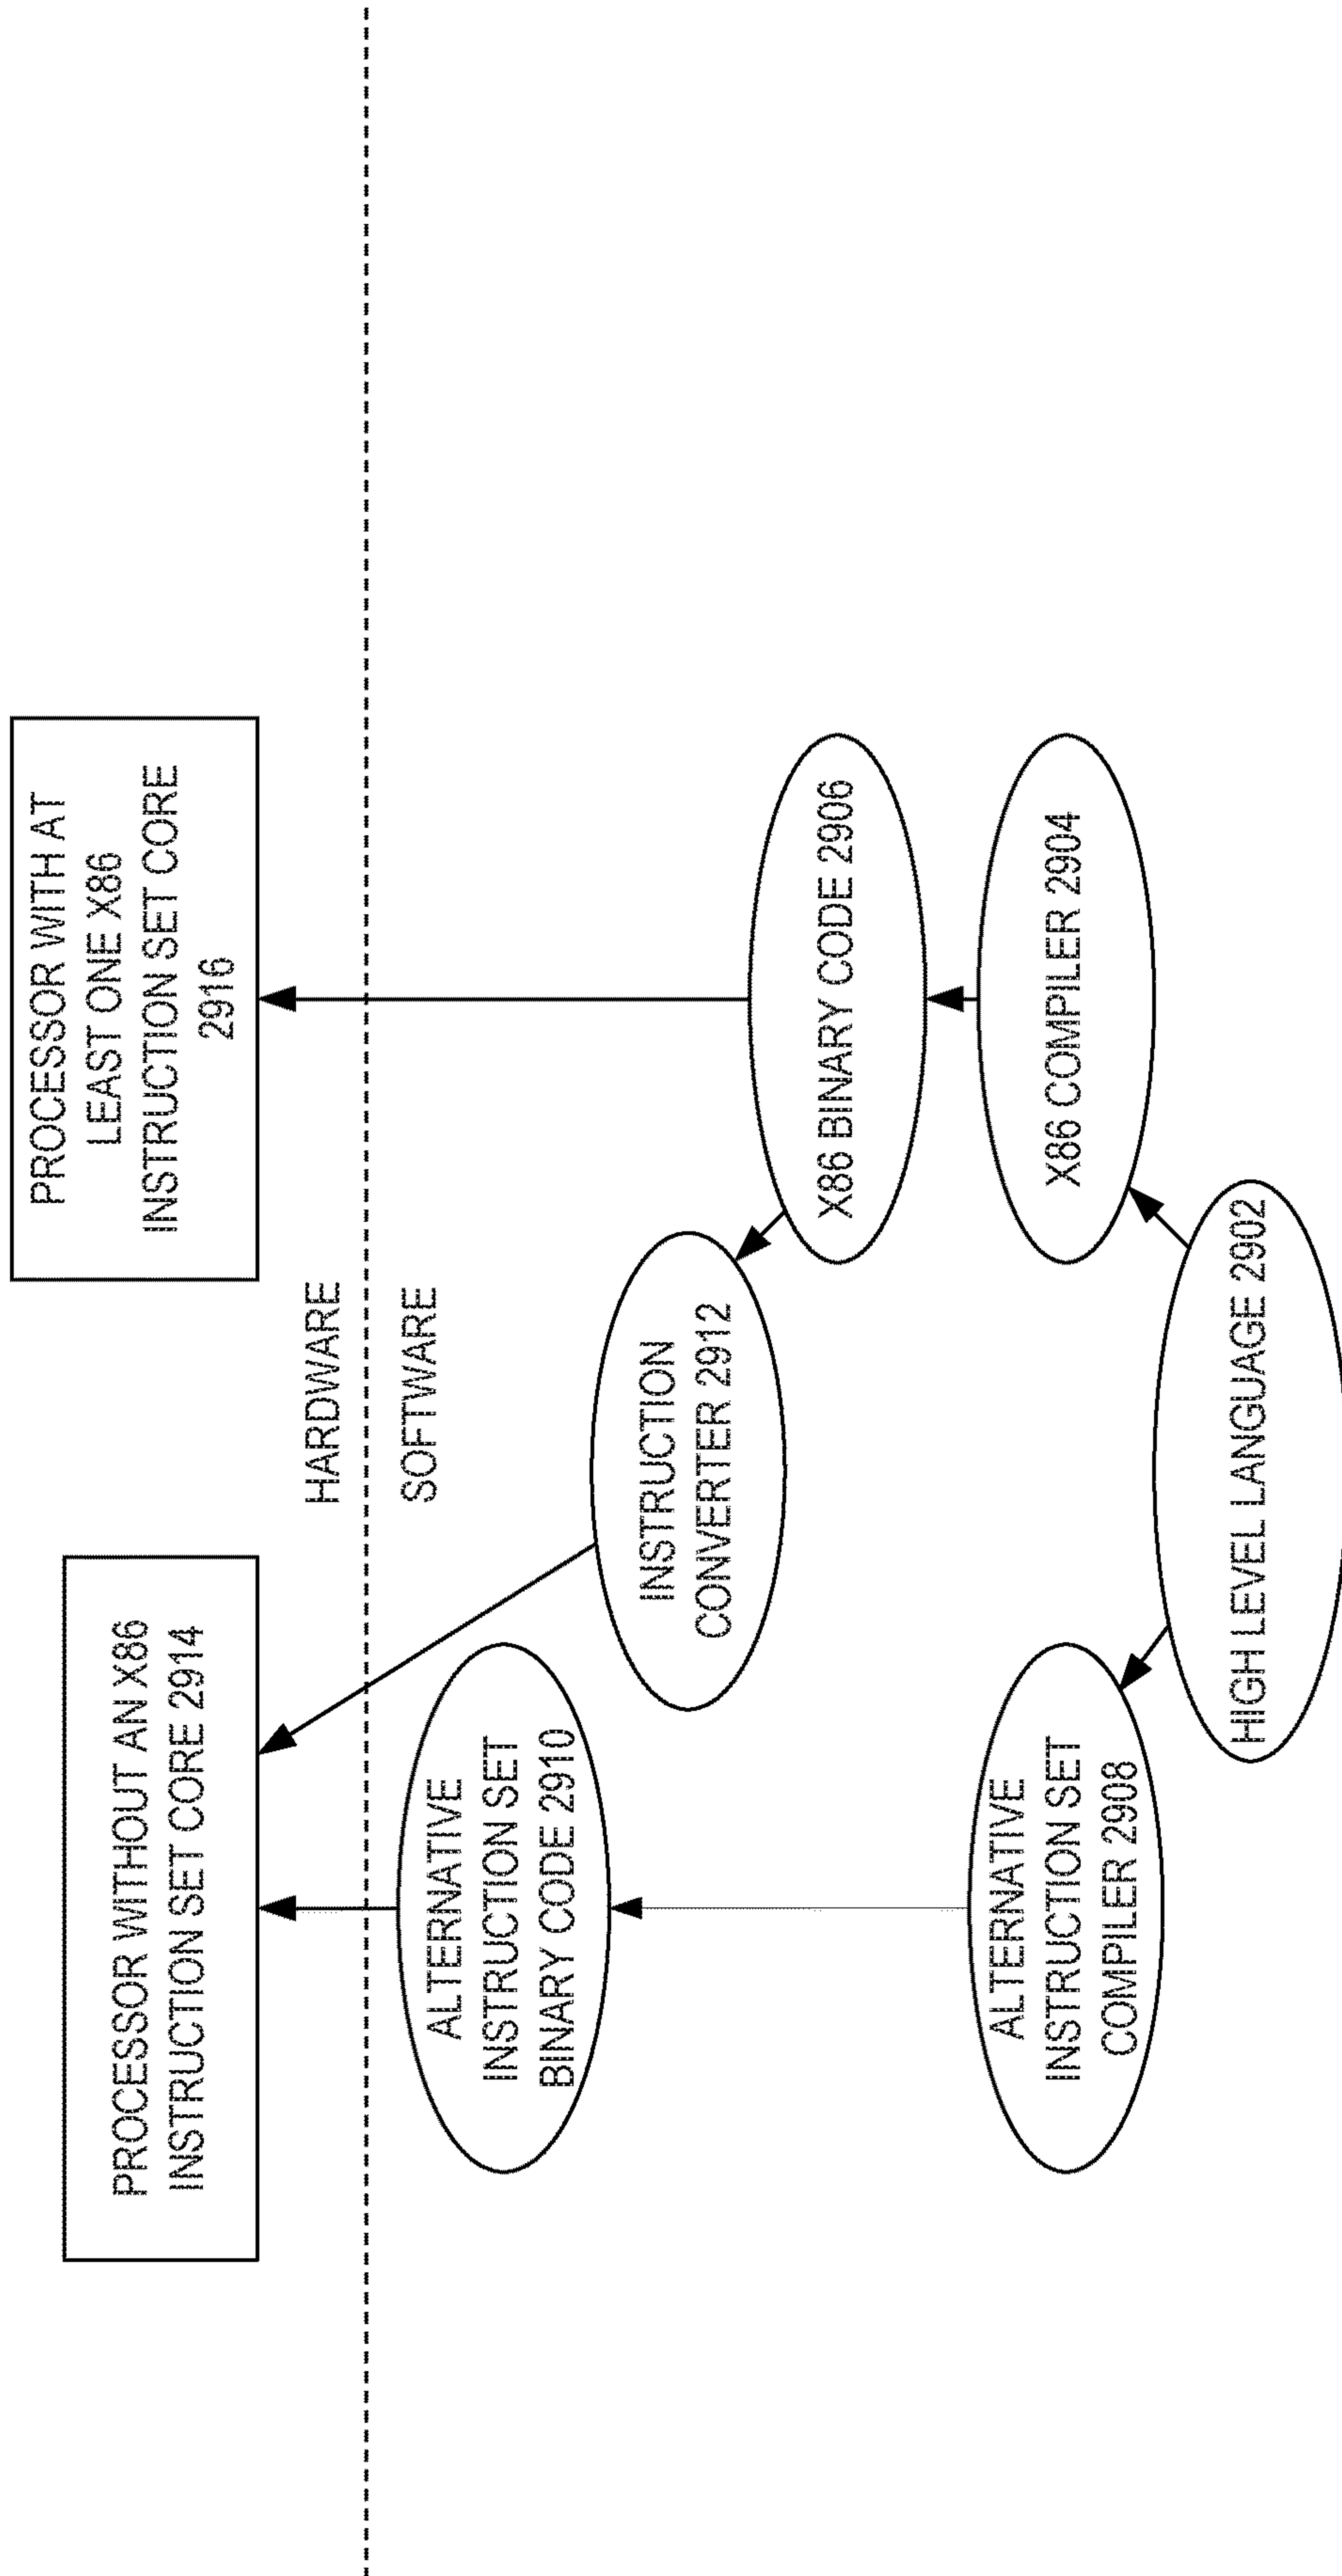 PROCESSOR WITHOUT AN X86
INSTRUCTION SET CORE 2914
PROCESSOR WITH AT
LEAST ONE X86
INSTRUCTION SET CORE
2916
HARDWARE
SOFTWARE
ALTERNATIVE
INSTRUCTION SET
BINARY CODE 2910
INSTRUCTION
CONVERTER 2912
X86 BINARY CODE 2906
ALTERNATIVE
INSTRUCTION SET
COMPILER 2908
X86 COMPILER 2904
HIGH LEVEL LANGUAGE 2902